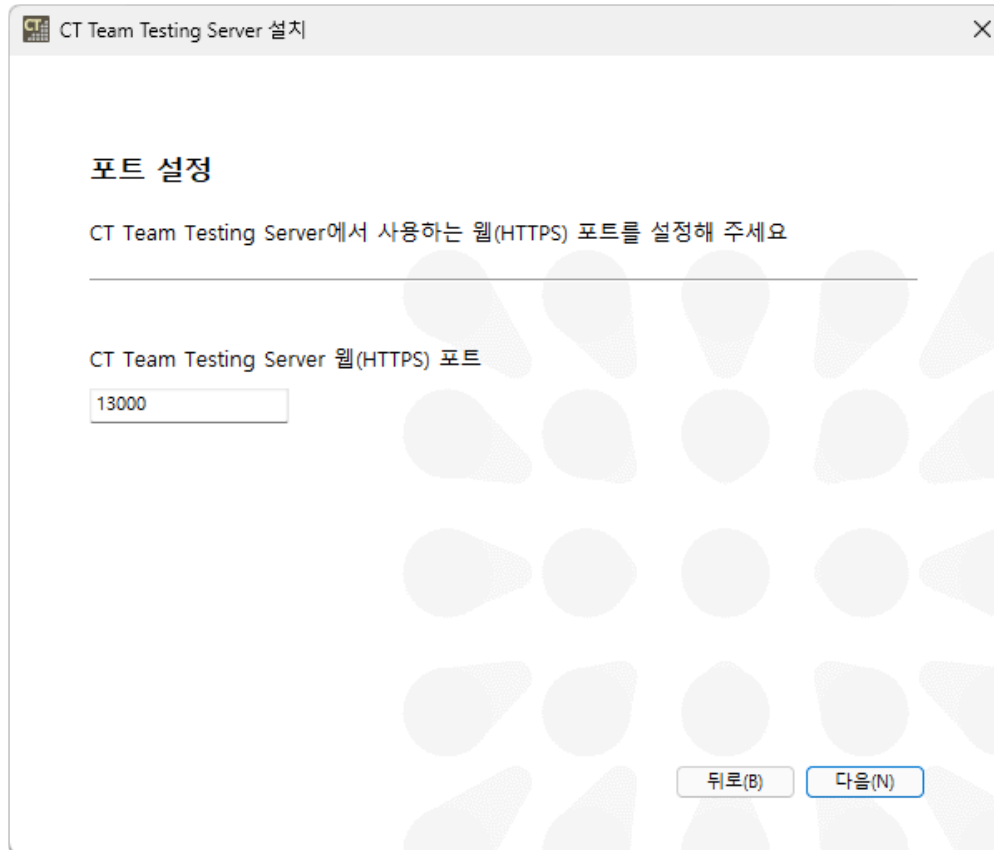 CT
CT Team Testing Server 설치
포트 설정
CT Team Testing Server에서 사용하는 웹(HTTPS) 포트를 설정해 주세요
CT Team Testing Server 웹(HTTPS) 포트
13000
뒤로(B) 다음(N)